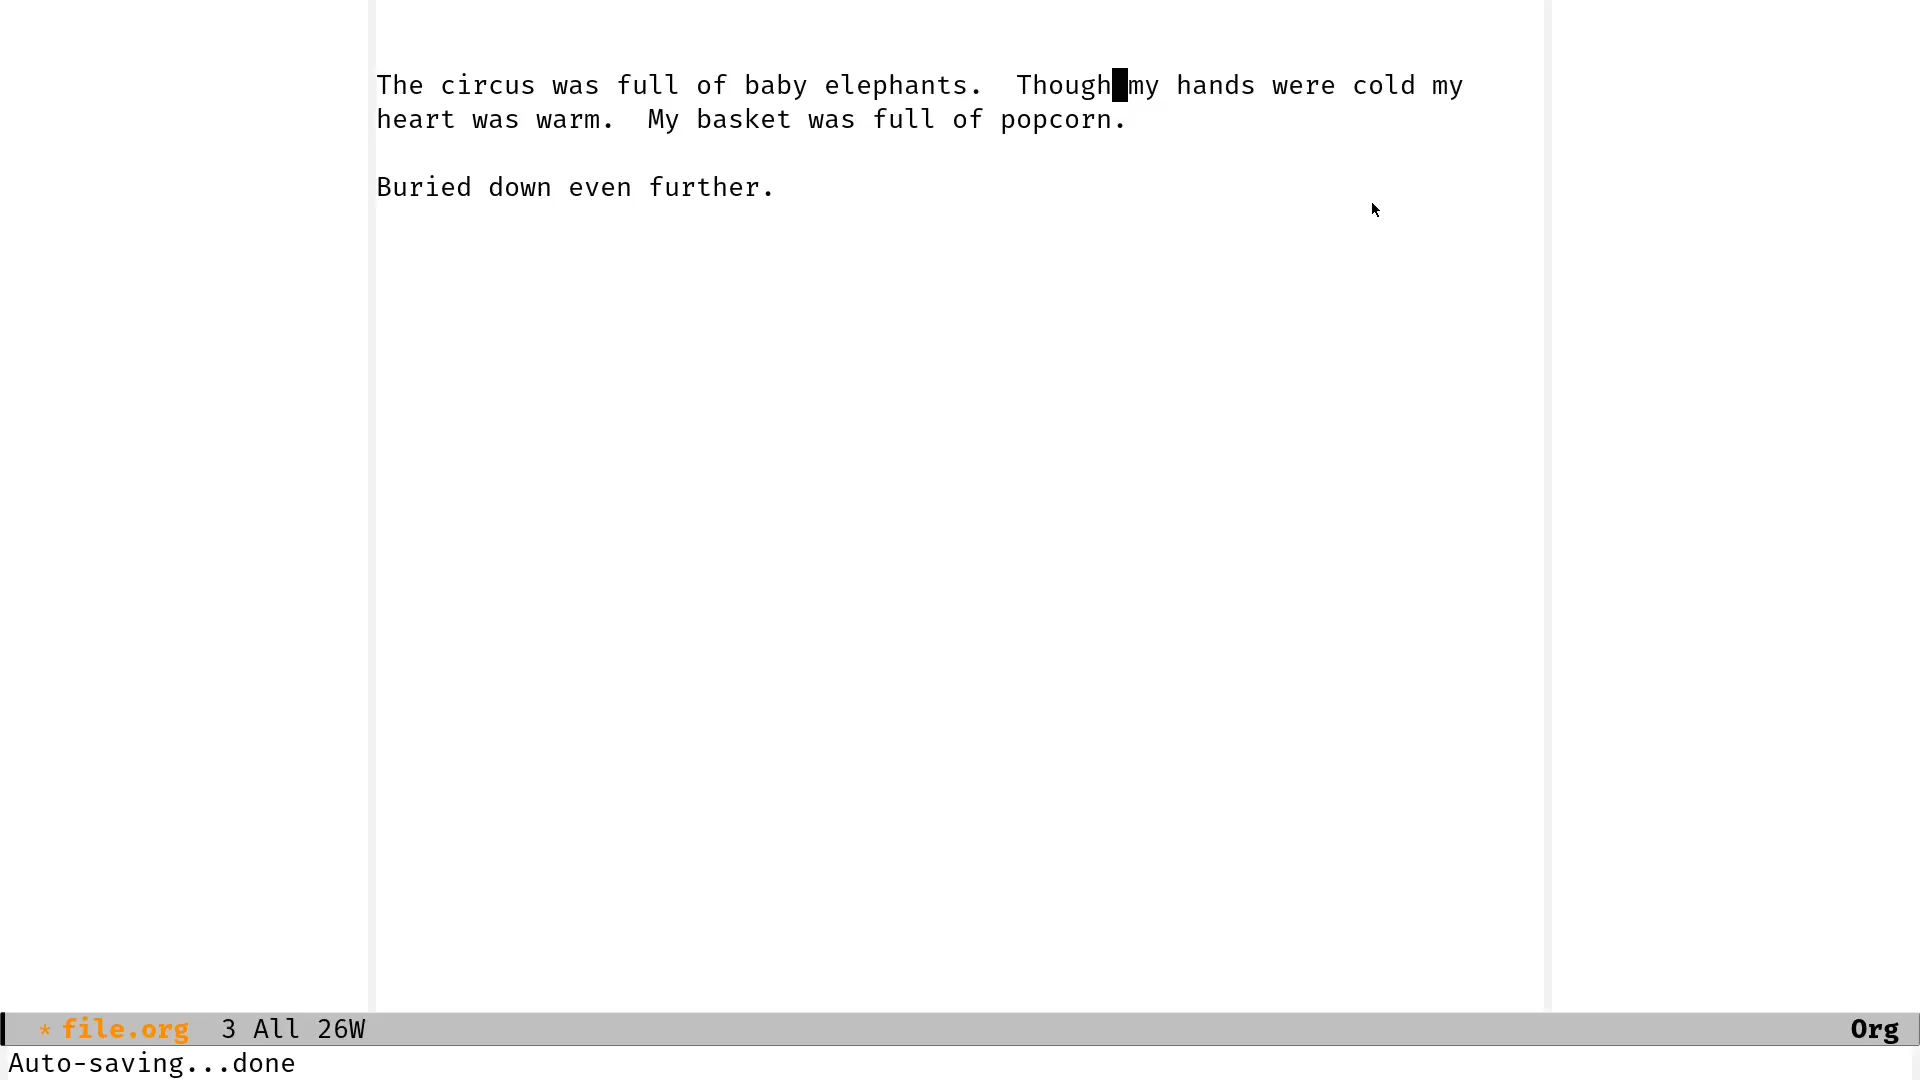 The circus was full of baby elephants.  Though my hands were cold my
heart was warm.  My basket was full of popcorn.
Buried down even further.
* file.org  3 All 26W Org
Auto-saving...done